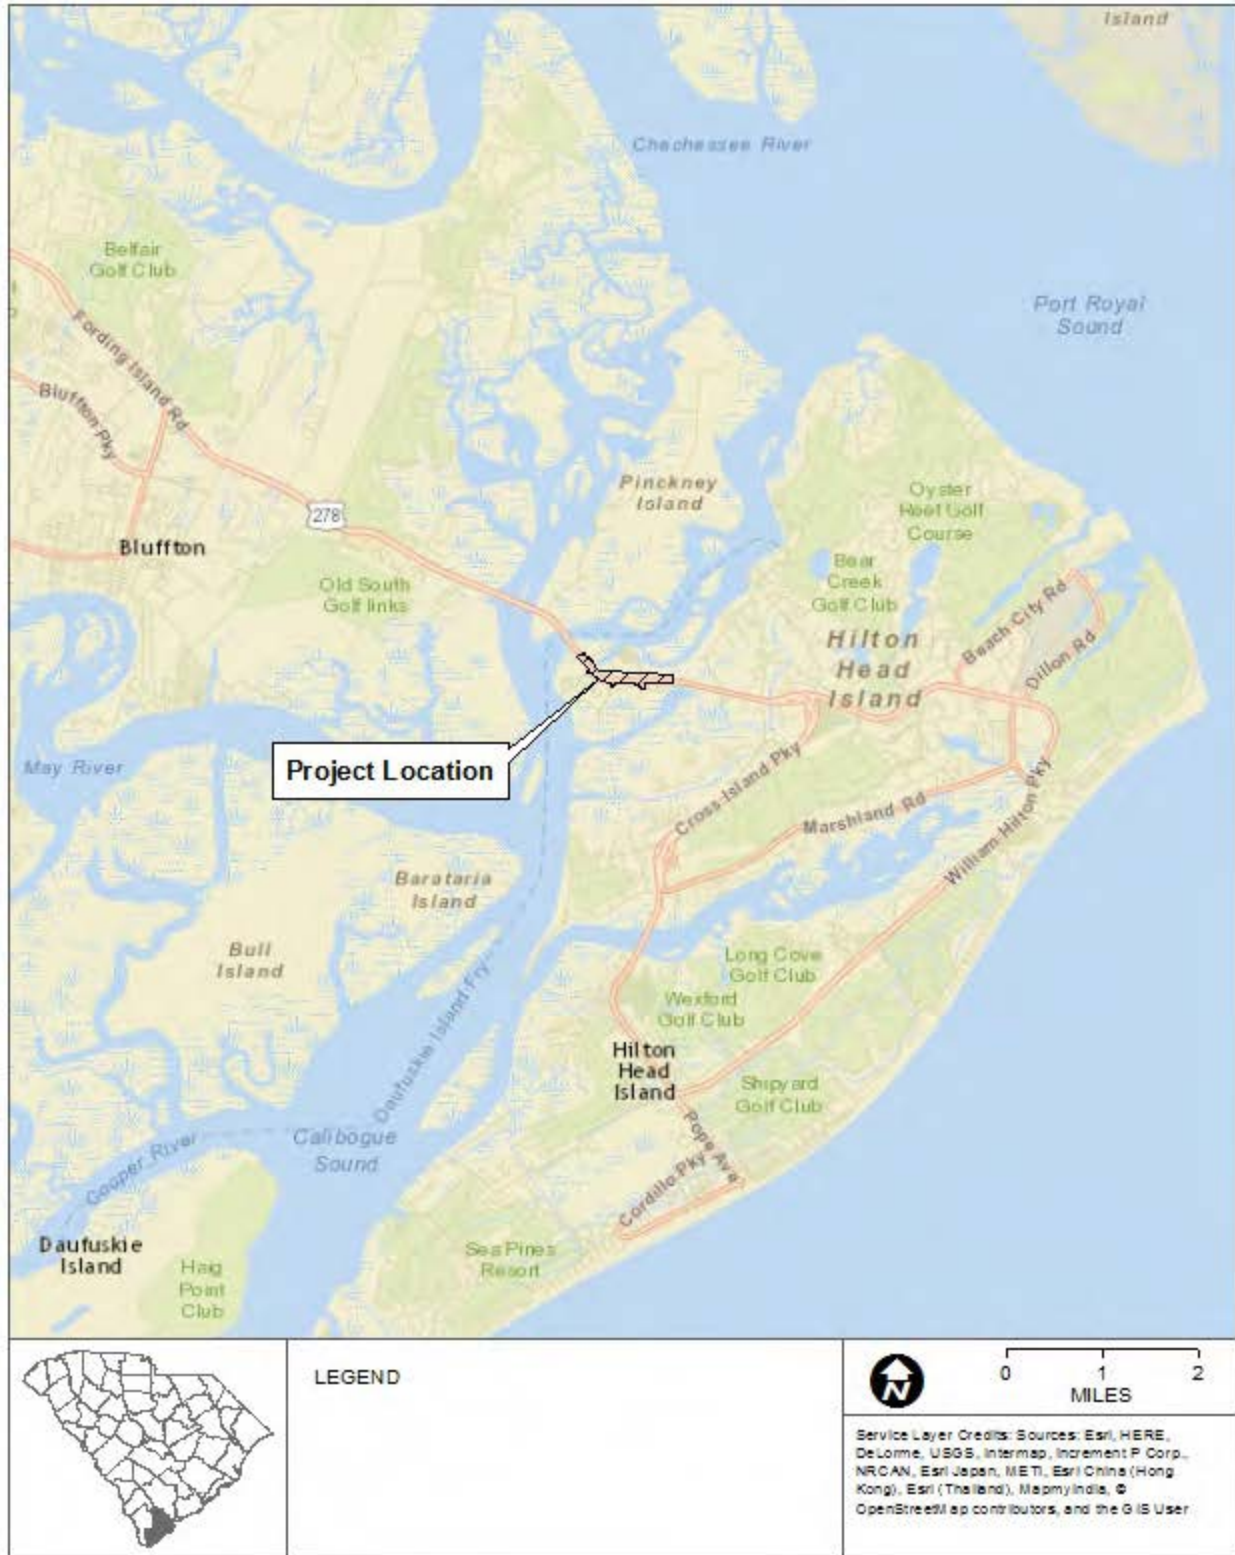 Island
Chechessee River
Belfair
Golf Club
Port Royal
Sound
Fording Island Rd
Bluffton Pky
Pinckney
Island
Oyster
Reef Golf
Course
278
Bluffton
Old South
Golf links
Bear
Creek
Golf Club
Beach City Rd
Hilton
Head
Island
Dillon Rd
Project Location
May River
Cross Island Pky
Marshland Rd
William Hilton Pky
Barataria
Island
Bull
Island
Long Cove
Golf Club
Wexford
Golf Club
Daufuskie Island Fry
Hilton
Head
Island
Shipyard
Golf Club
Pope Ave
Calibogue
Sound
Cooper River
Cordillo Pky
Daufuskie
Island
Haig
Point
Club
Sea Pines
Resort
LEGEND
N
0 1 2
MILES
Service Layer Credits: Sources: Esri, HERE,
DeLorme, USGS, Intermap, increment P Corp.,
NRCAN, Esri Japan, METI, Esri China (Hong
Kong), Esri (Thailand), MapmyIndia, ©
OpenStreetMap contributors, and the GIS User